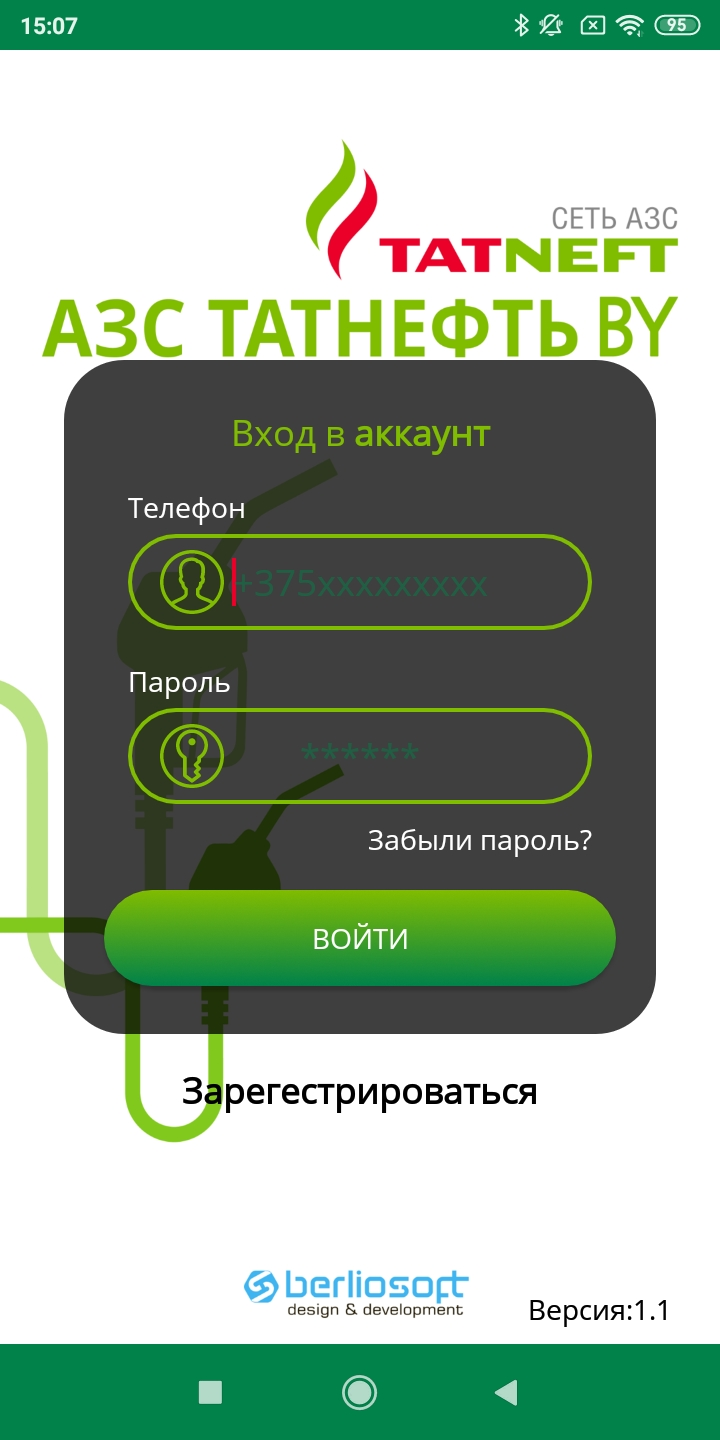 15:07
95
СЕТЬ АЗС
TATNEFT
АЗС ТАТНЕФТЬ BY
Вход в аккаунт
Телефон
+375xxxxxxxxx
Пароль
******
Забыли пароль?
ВОЙТИ
Зарегестрироваться
berliosoft
design & development
Версия:1.1